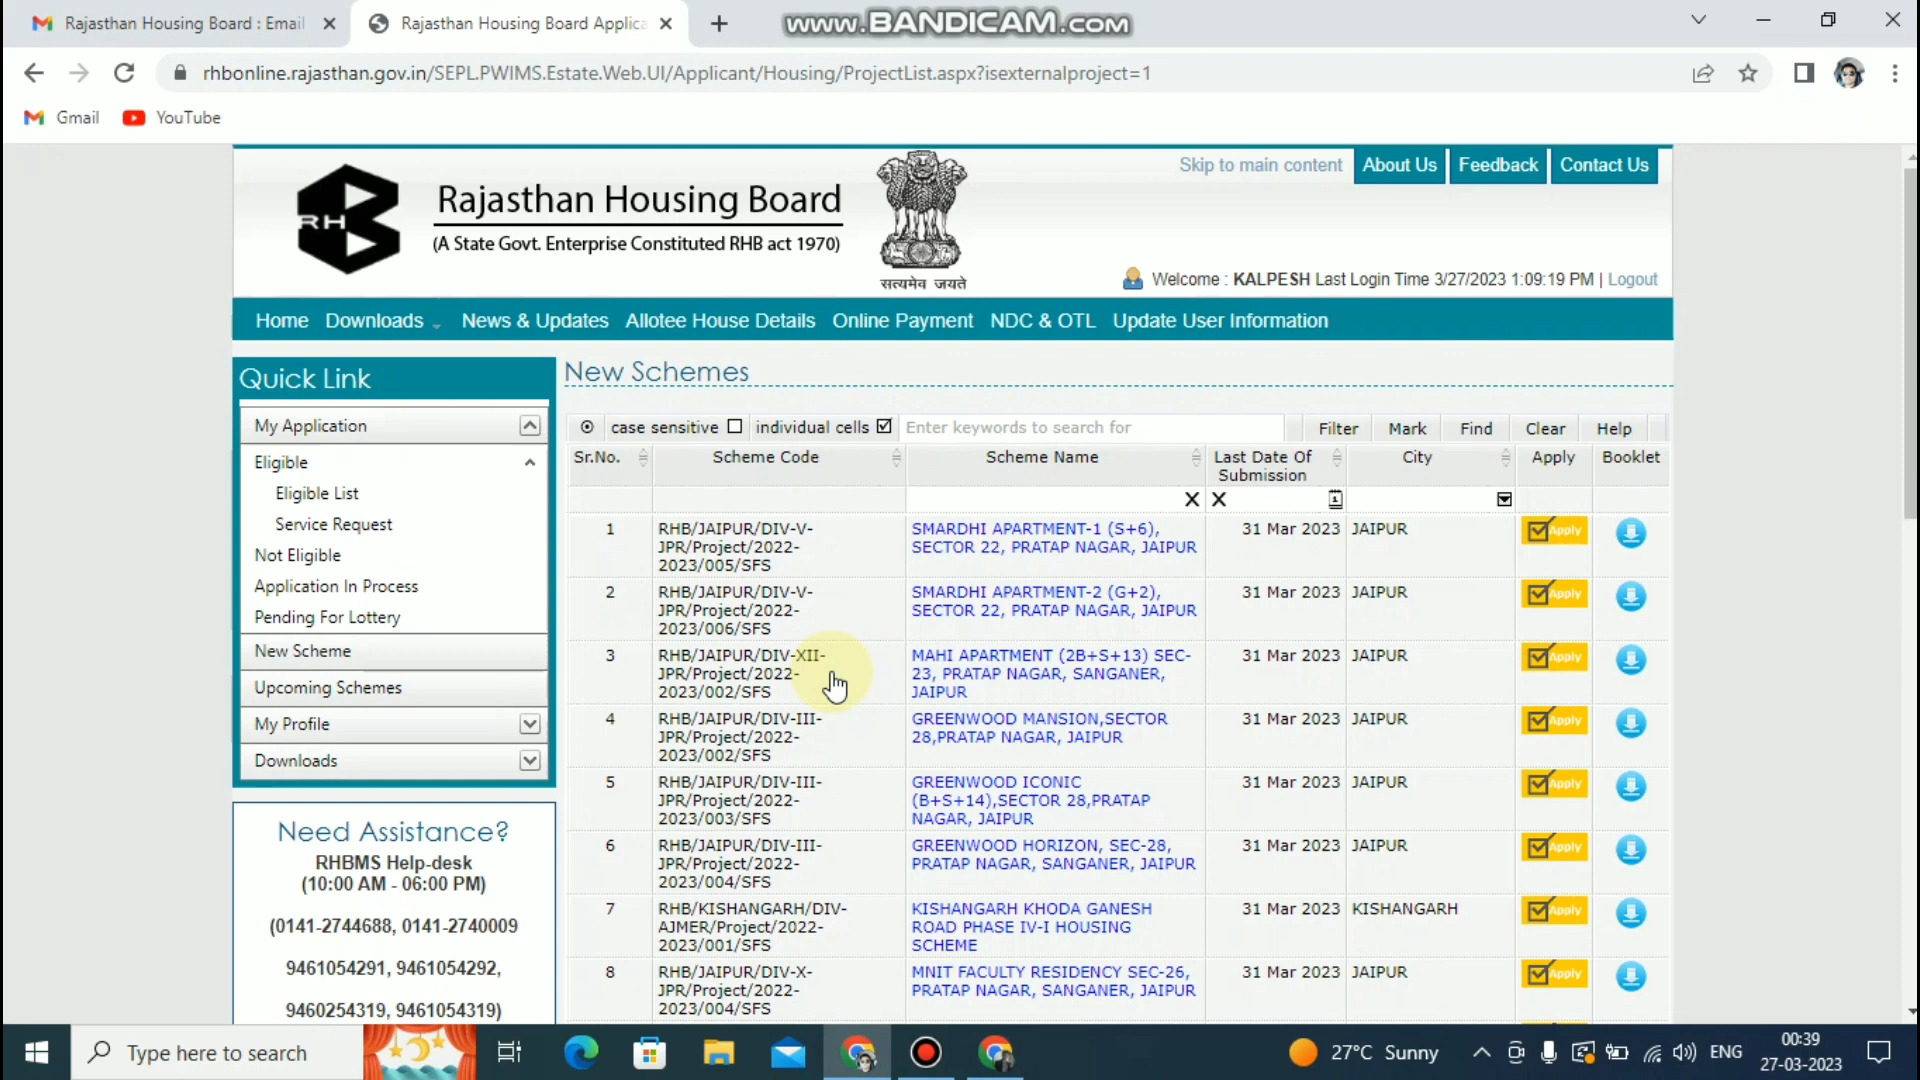 Rajasthan Housing Board : Email
Rajasthan Housing Board Applica
www.BANDICAM.com
rhbonline.rajasthan.gov.in/SEPL.PWIMS.Estate.Web.UI/Applicant/Housing/ProjectList.aspx?isexternalproject=1
Gmail YouTube
Skip to main content About Us Feedback Contact Us
RHB
Rajasthan Housing Board
(A State Govt. Enterprise Constituted RHB act 1970)
सत्यमेव जयते
Welcome : KALPESH Last Login Time 3/27/2023 1:09:19 PM | Logout
Home Downloads News & Updates Allotee House Details Online Payment NDC & OTL Update User Information
Quick Link
My Application
Eligible
Eligible List
Service Request
Not Eligible
Application In Process
Pending For Lottery
New Scheme
Upcoming Schemes
My Profile
Downloads
Need Assistance?
RHBMS Help-desk
(10:00 AM - 06:00 PM)
(0141-2744688, 0141-2740009
9461054291, 9461054292,
9460254319, 9461054319)
New Schemes
case sensitive individual cells Enter keywords to search for Filter Mark Find Clear Help
Sr.No. Scheme Code Scheme Name Last Date Of Submission City Apply Booklet
X X
1 RHB/JAIPUR/DIV-V- SMARDHI APARTMENT-1 (S+6), 31 Mar 2023 JAIPUR Apply
JPR/Project/2022- SECTOR 22, PRATAP NAGAR, JAIPUR
2023/005/SFS
2 RHB/JAIPUR/DIV-V- SMARDHI APARTMENT-2 (G+2), 31 Mar 2023 JAIPUR Apply
JPR/Project/2022- SECTOR 22, PRATAP NAGAR, JAIPUR
2023/006/SFS
3 RHB/JAIPUR/DIV-XII- MAHI APARTMENT (2B+S+13) SEC- 31 Mar 2023 JAIPUR Apply
JPR/Project/2022- 23, PRATAP NAGAR, SANGANER,
2023/002/SFS JAIPUR
4 RHB/JAIPUR/DIV-III- GREENWOOD MANSION,SECTOR 31 Mar 2023 JAIPUR Apply
JPR/Project/2022- 28,PRATAP NAGAR, JAIPUR
2023/002/SFS
5 RHB/JAIPUR/DIV-III- GREENWOOD ICONIC 31 Mar 2023 JAIPUR Apply
JPR/Project/2022- (B+S+14),SECTOR 28,PRATAP
2023/003/SFS NAGAR, JAIPUR
6 RHB/JAIPUR/DIV-III- GREENWOOD HORIZON, SEC-28, 31 Mar 2023 JAIPUR Apply
JPR/Project/2022- PRATAP NAGAR, SANGANER, JAIPUR
2023/004/SFS
7 RHB/KISHANGARH/DIV- KISHANGARH KHODA GANESH 31 Mar 2023 KISHANGARH Apply
AJMER/Project/2022- ROAD PHASE IV-I HOUSING
2023/001/SFS SCHEME
8 RHB/JAIPUR/DIV-X- MNIT FACULTY RESIDENCY SEC-26, 31 Mar 2023 JAIPUR Apply
JPR/Project/2022- PRATAP NAGAR, SANGANER, JAIPUR
2023/004/SFS
Type here to search
27°C Sunny
ENG
00:39
27-03-2023